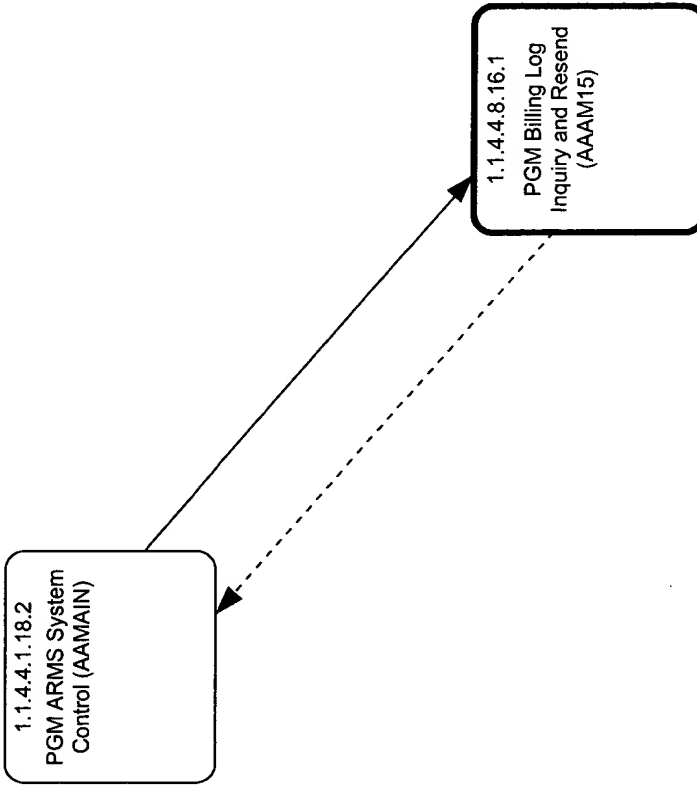 1.1.4.4.1.18.2
PGM ARMS System
Control (AAMAIN)
1.1.4.4.8.16.1
PGM Billing Log
Inquiry and Resend
(AAAM15)